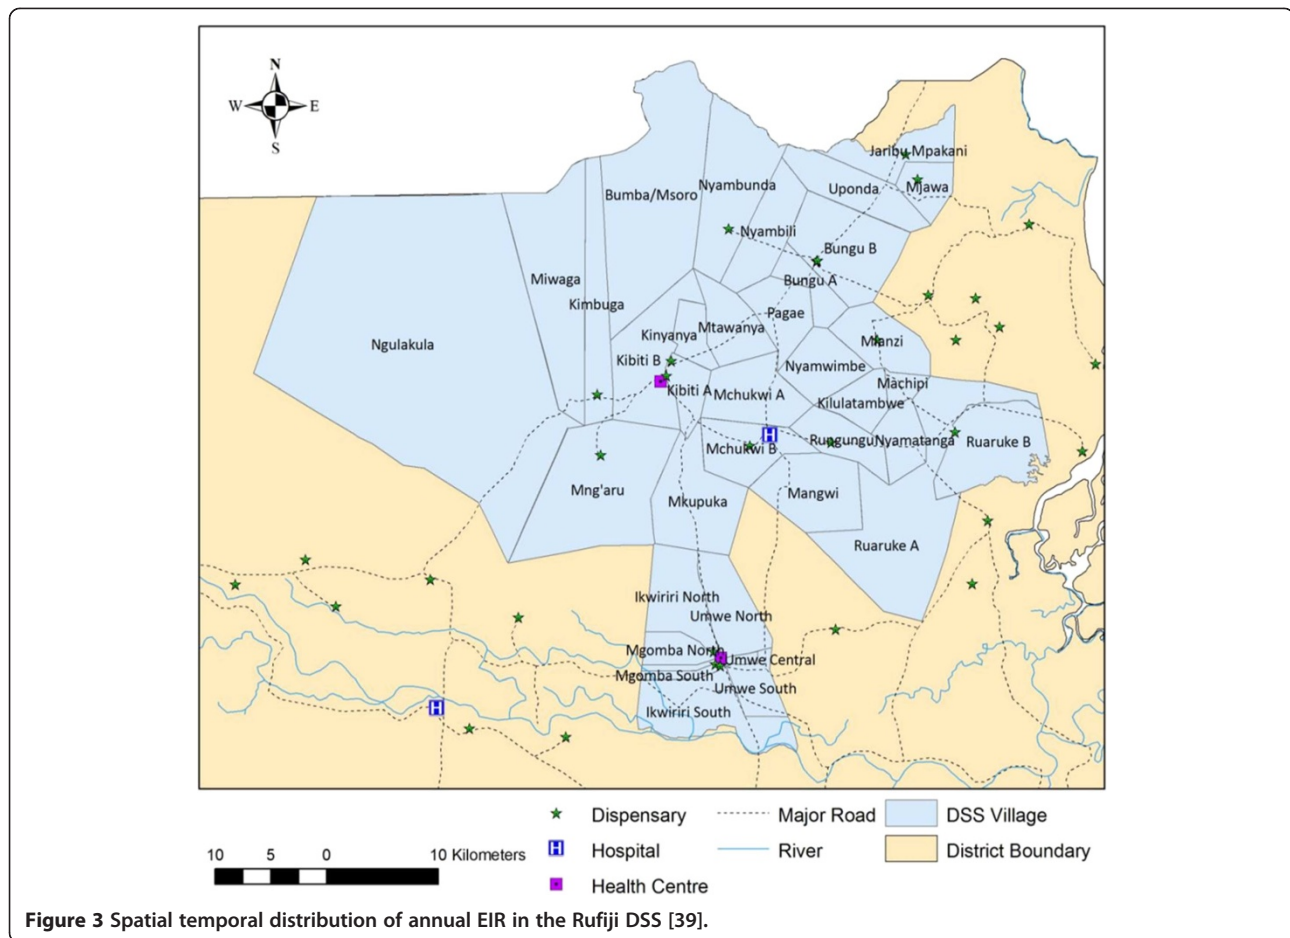 N
W
E
S
Jaribu Mpakani
Nyambunda
Uponda
Mjawa
Bumba/Msoro
Nyambili
Bungu B
Miwaga
Bungu A
Kimbuga
Pagae
Mtawanya
Kinyanya
Ngulakula
Mlanzi
Kibiti B
Nyamwimbe
Machipi
Kibiti A
Mchukwi A
Kilulatambwe
H
Rungungu
Nyamatanga
Ruaruke B
Mchukwi B
Mng'aru
Mangwi
Mkupuka
Ruaruke A
Ikwiriri North
Umwe North
Mgomba North
Umwe Central
Mgomba South
Umwe South
H
Ikwiriri South
Dispensary
Major Road
DSS Village
H Hospital
River
District Boundary
Health Centre
10 5 0 10 Kilometers
Figure 3 Spatial temporal distribution of annual EIR in the Rufiji DSS [39].